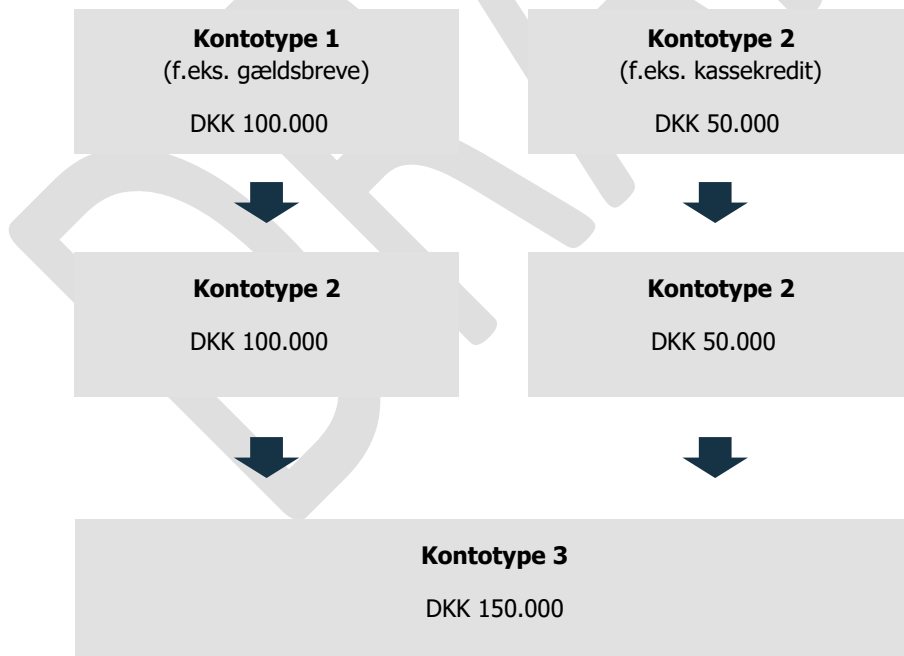 Kontotype 1
(f.eks. gældsbreve)
DKK 100.000
Kontotype 2
(f.eks. kassekredit)
DKK 50.000
Kontotype 2
DKK 100.000
Kontotype 2
DKK 50.000
Kontotype 3
DKK 150.000